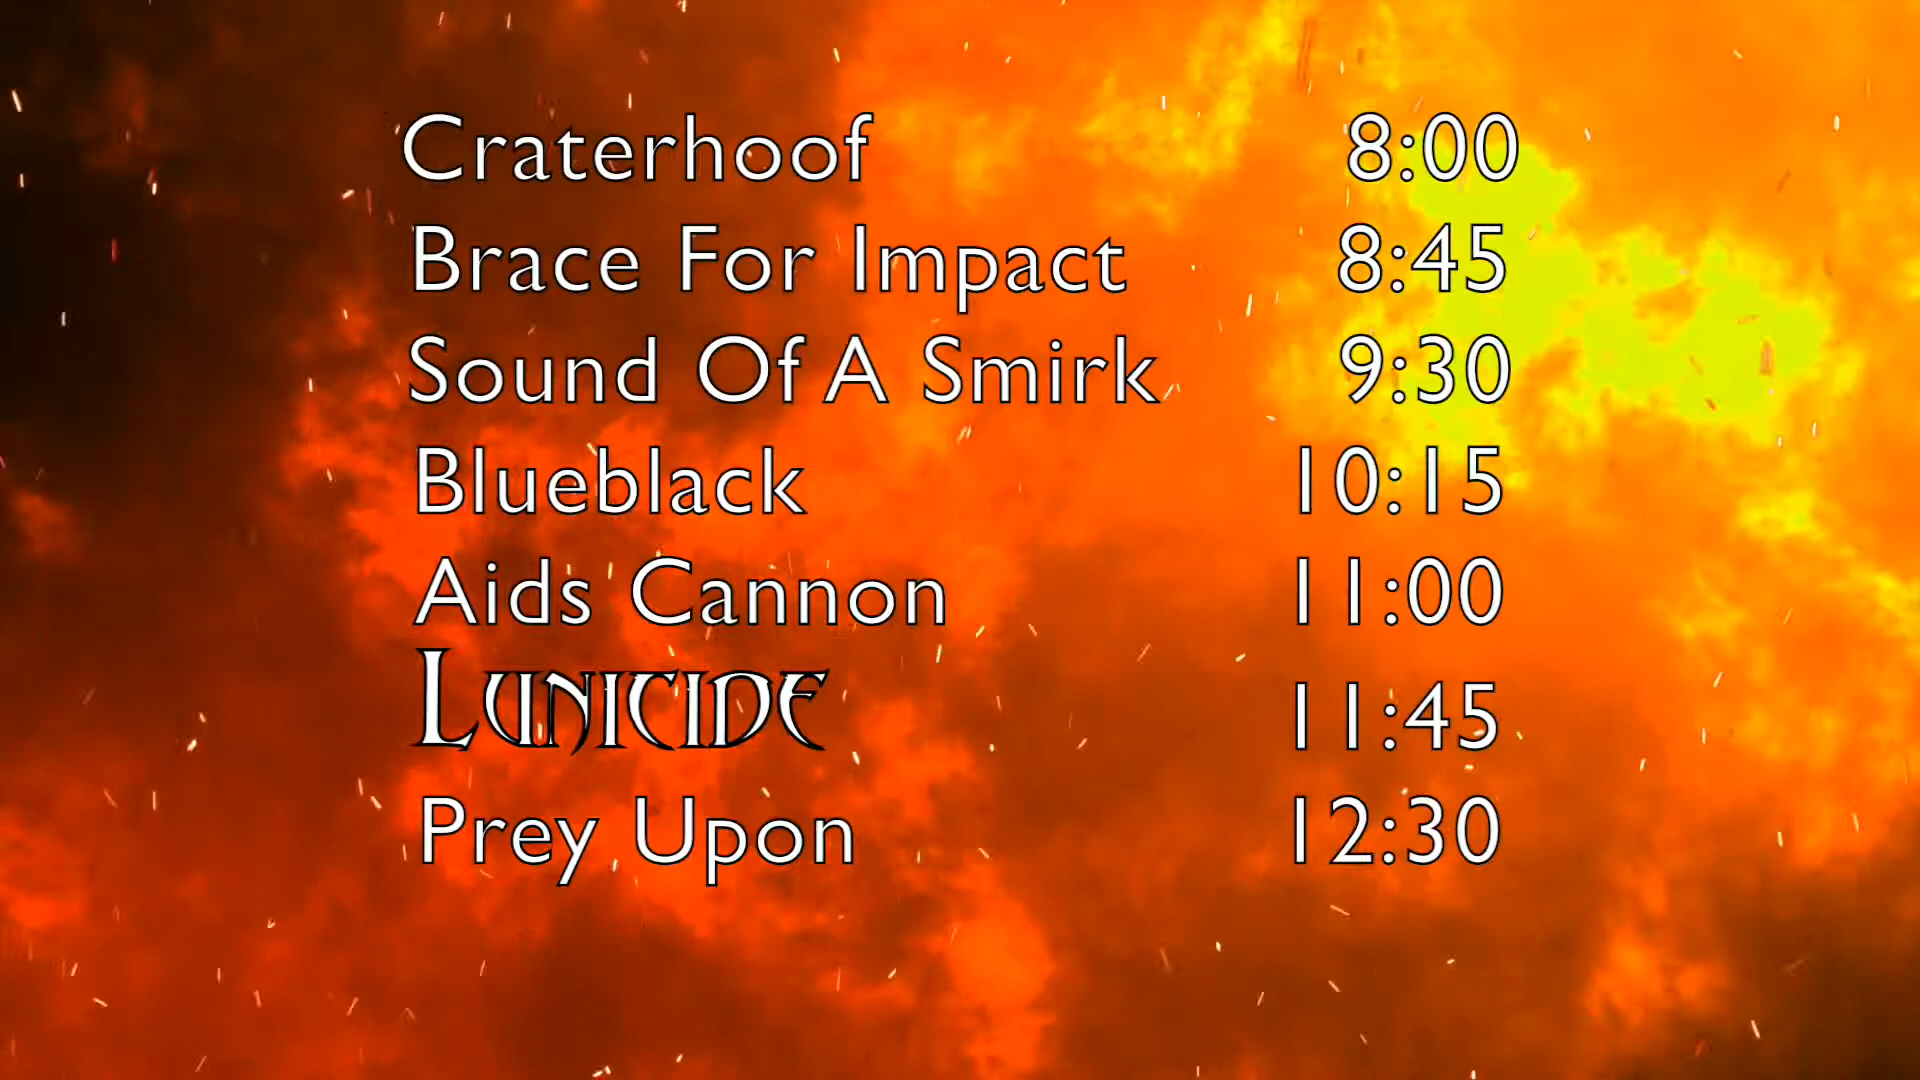 Craterhoof 8:00
Brace For Impact 8:45
Sound Of A Smirk 9:30
Blueblack 10:15
Aids Cannon 11:00
Lunicide 11:45
Prey Upon 12:30